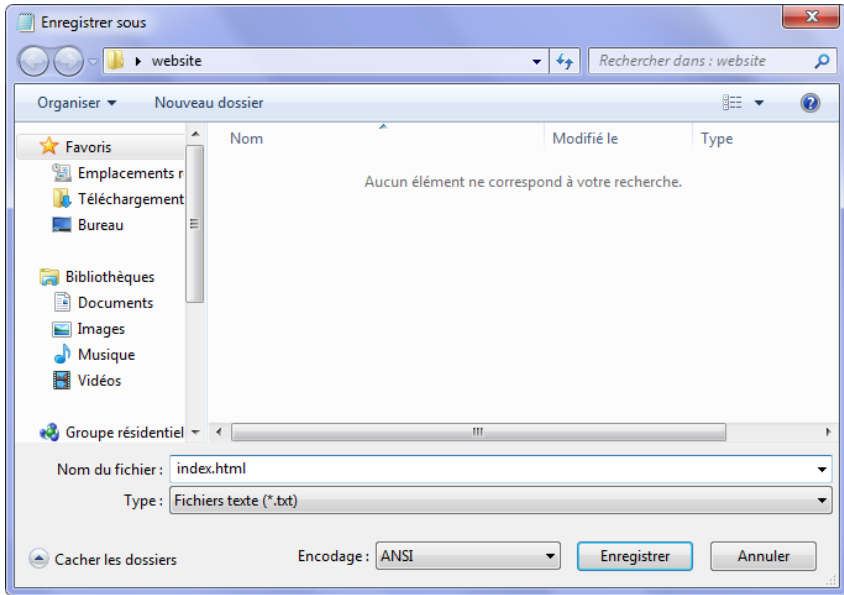 Enregistrer sous
website
Rechercher dans : website
Organiser Nouveau dossier
Nom Modifié le Type
Favoris
Emplacements r
Téléchargement
Bureau
Aucun élément ne correspond à votre recherche.
Bibliothèques
Documents
Images
Musique
Vidéos
Groupe résidentiel
Nom du fichier : index.html
Type : Fichiers texte (*.txt)
Cacher les dossiers Encodage : ANSI Enregistrer Annuler